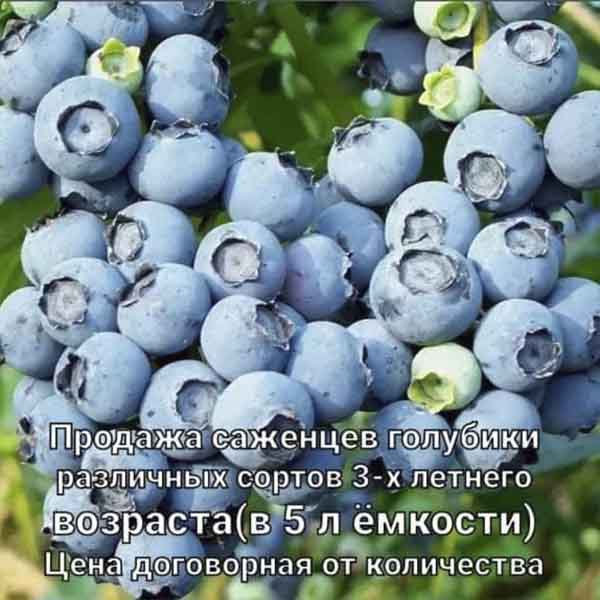 Продажа саженцев голубики
различных сортов 3-х летнего
возраста(в 5 л ёмкости)
Цена договорная от количества